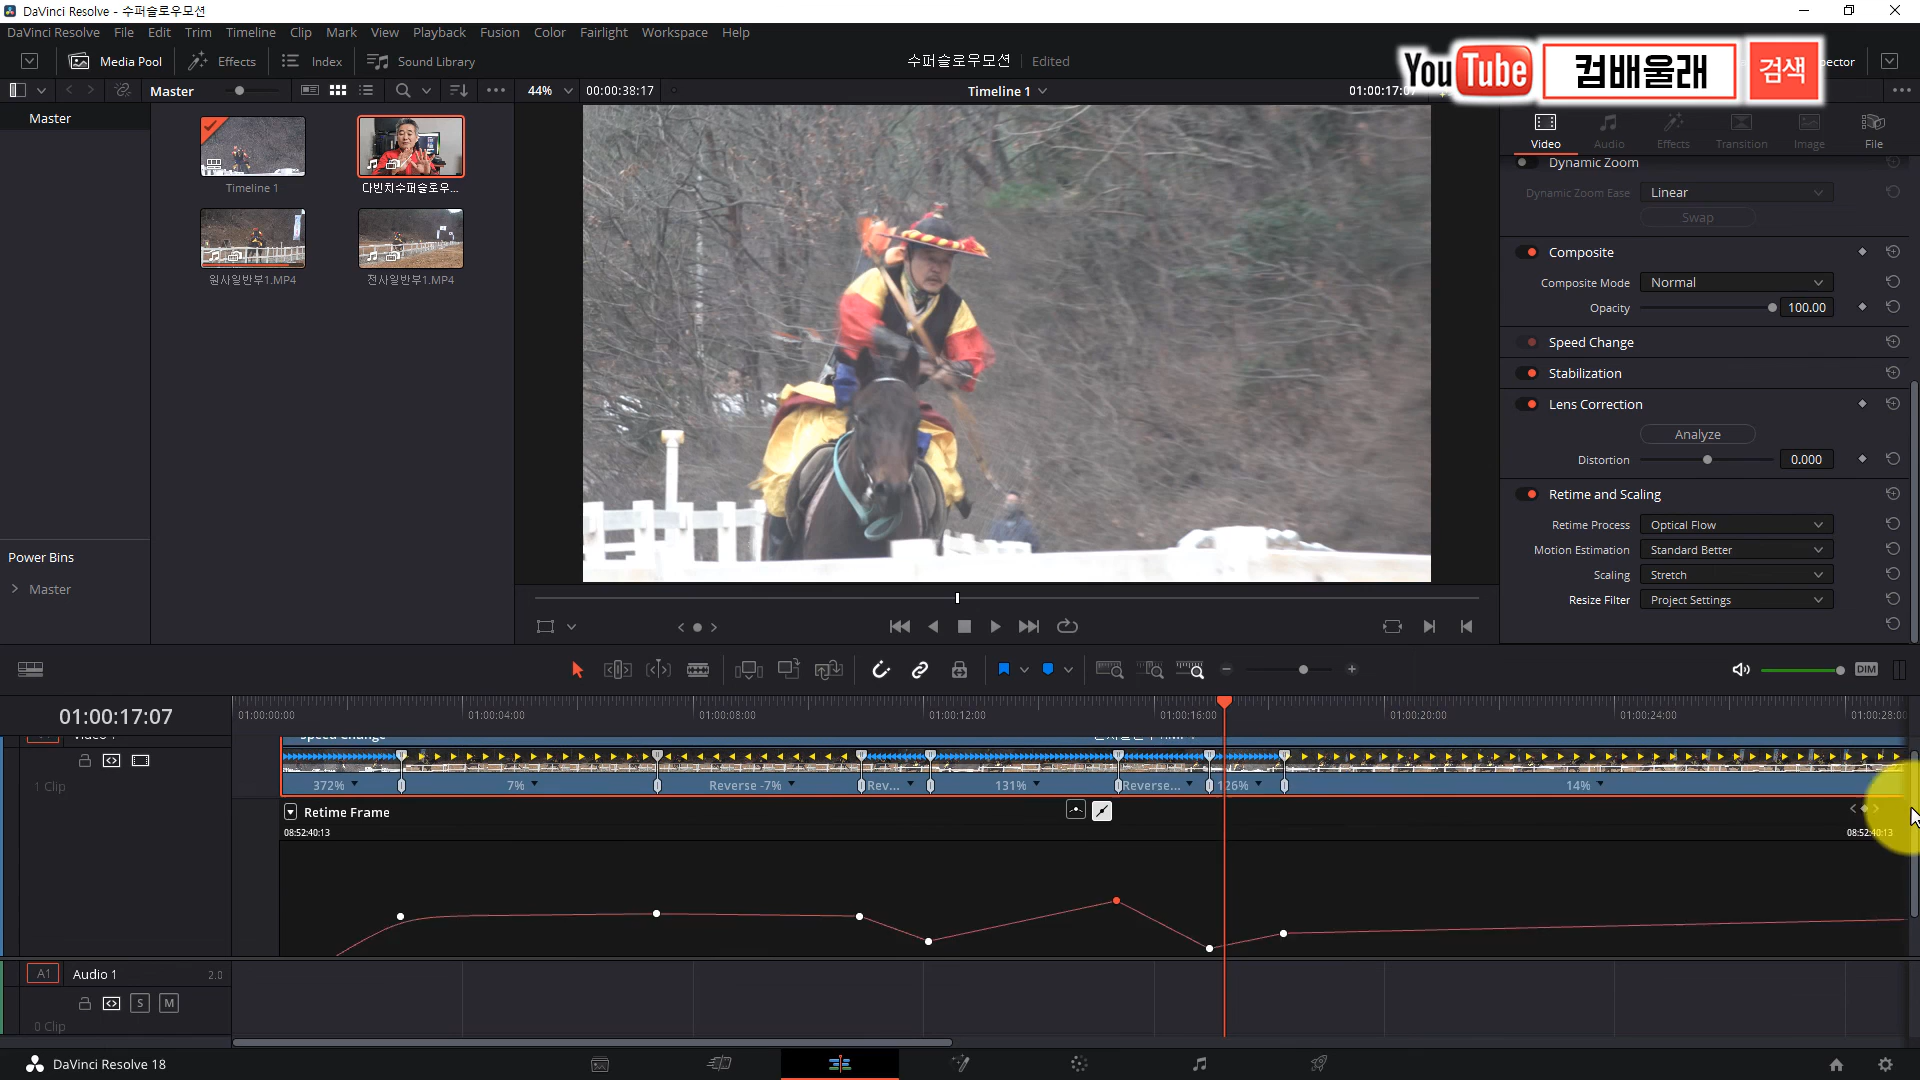 DaVinci Resolve - 수퍼슬로우모션
DaVinci Resolve File Edit Trim Timeline Clip Mark View Playback Fusion Color Fairlight Workspace Help
Media Pool Effects Index Sound Library 수퍼슬로우모션 Edited
YouTube 컴배울래 검색
Master 44% 00:00:38:17 Timeline 1 01:00:17:07
Master
Timeline 1 다빈치수퍼슬로우...
원사일반부1.MP4 전사일반부1.MP4
Power Bins
Master
Video Audio Effects Transition Image File
Dynamic Zoom
Dynamic Zoom Ease Linear
Swap
Composite
Composite Mode Normal
Opacity 100.00
Speed Change
Stabilization
Lens Correction
Analyze
Distortion 0.000
Retime and Scaling
Retime Process Optical Flow
Motion Estimation Standard Better
Scaling Stretch
Resize Filter Project Settings
DIM
01:00:17:07
01:00:00:00 01:00:04:00 01:00:08:00 01:00:12:00 01:00:16:00 01:00:20:00 01:00:24:00 01:00:28:00
Speed Change
1 Clip
372% 7% Reverse -7% Rev... 131% Reverse... 126% 14%
Retime Frame
08:52:40:13 08:52:40:13
A1 Audio 1 2.0
S M
0 Clip
DaVinci Resolve 18